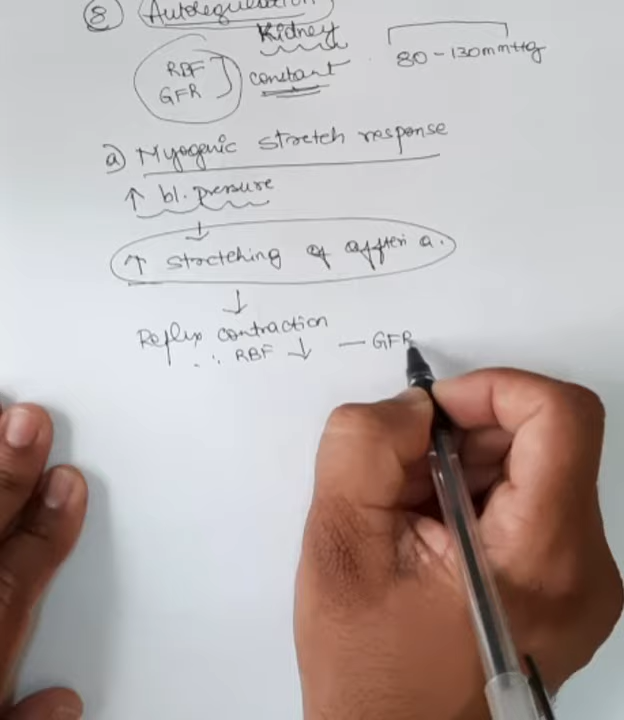 8 Autoregulation
Kidney
RBF
GFR
constant
80-130mmHg
a) Myogenic stretch response
↑ bl. pressure
↓
↑ stretching of afferi a.
↓
Reflex contraction
∴ RBF ↓ — GFR